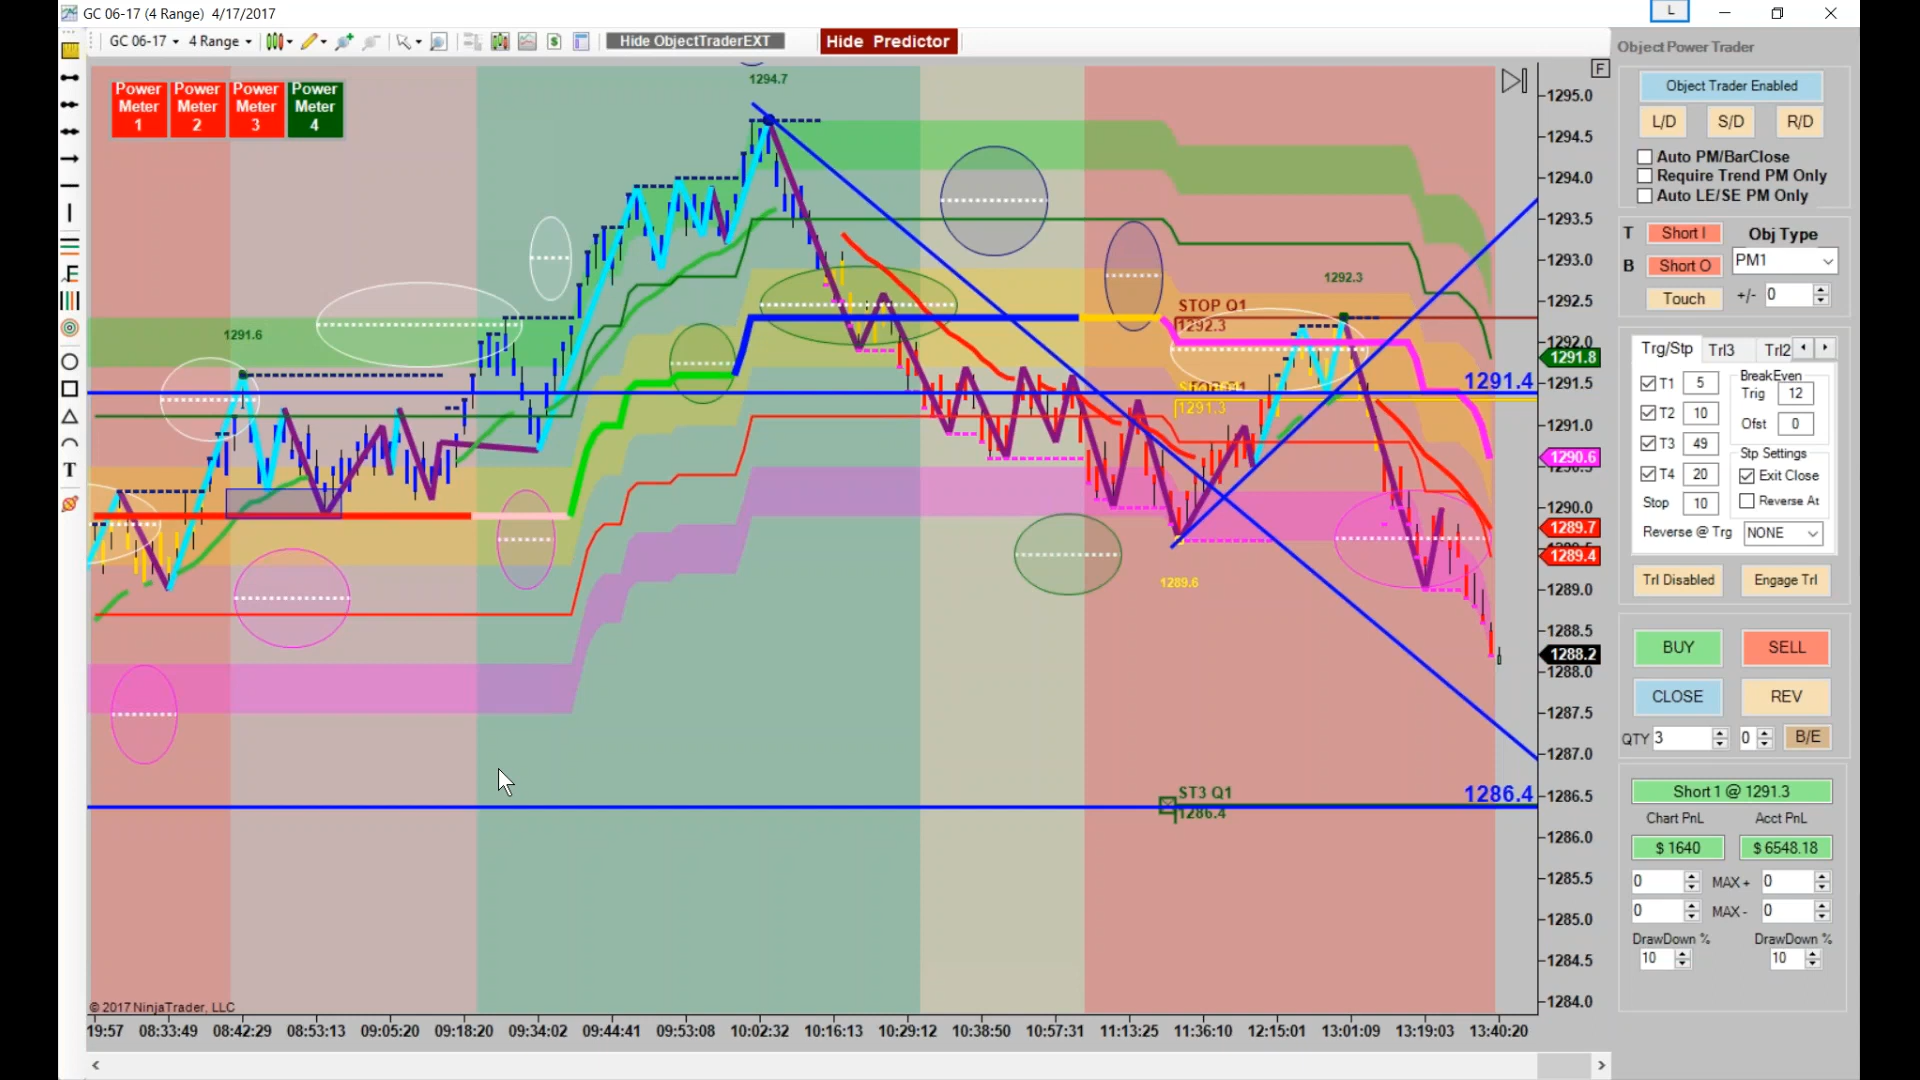 GC 06-17 (4 Range)  4/17/2017
L
GC 06-17
4 Range
Hide ObjectTraderEXT
Hide Predictor
Object Power Trader
F
Power Meter 1
Power Meter 2
Power Meter 3
Power Meter 4
1294.7
1291.6
1292.3
STOP Q1
1292.3
1291.3
1289.6
1291.4
1286.4
ST3 Q1
1286.4
1295.0
1294.5
1294.0
1293.5
1293.0
1292.5
1292.0
1291.8
1291.5
1291.0
1290.6
1290.0
1289.7
1289.4
1289.0
1288.5
1288.2
1288.0
1287.5
1287.0
1286.5
1286.0
1285.5
1285.0
1284.5
1284.0
© 2017 NinjaTrader, LLC
19:57 08:33:49 08:42:29 08:53:13 09:05:20 09:18:20 09:34:02 09:44:41 09:53:08 10:02:32 10:16:13 10:29:12 10:38:50 10:57:31 11:13:25 11:36:10 12:15:01 13:01:09 13:19:03 13:40:20
T
Object Trader Enabled
L/D S/D R/D
Auto PM/BarClose
Require Trend PM Only
Auto LE/SE PM Only
T Short I Obj Type
B Short O PM1
Touch +/- 0
Trg/Stp Trl3 Trl2
T1 5
T2 10
T3 49
T4 20
Stop 10
BreakEven
Trig 12
Ofst 0
Stp Settings
Exit Close
Reverse At
Reverse @ Trg NONE
Trl Disabled Engage Trl
BUY SELL
CLOSE REV
QTY 3 0 B/E
Short 1 @ 1291.3
Chart PnL Acct PnL
$ 1640 $ 6548.18
0 MAX + 0
0 MAX - 0
DrawDown % DrawDown %
10 10